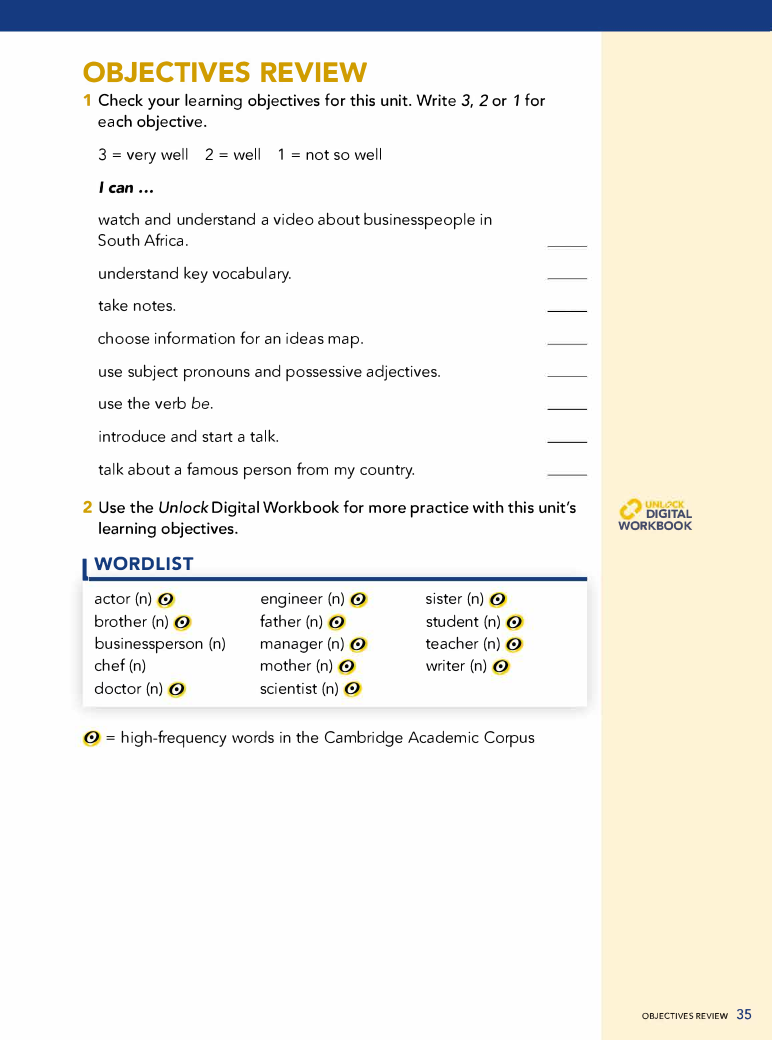 OBJECTIVES REVIEW
1 Check your learning objectives for this unit. Write 3, 2 or 1 for
each objective.
3 = very well 2 = well 1 = not so well
I can ...
watch and understand a video about businesspeople in
South Africa.
understand key vocabulary.
take notes.
choose information for an ideas map.
use subject pronouns and possessive adjectives.
use the verb be.
introduce and start a talk.
talk about a famous person from my country.
2 Use the Unlock Digital Workbook for more practice with this unit's
learning objectives.
UNLOCK
DIGITAL
WORKBOOK
WORDLIST
actor (n)
brother (n)
businessperson (n)
chef (n)
doctor (n)
engineer (n)
father (n)
manager (n)
mother (n)
scientist (n)
sister (n)
student (n)
teacher (n)
writer (n)
= high-frequency words in the Cambridge Academic Corpus
OBJECTIVES REVIEW 35